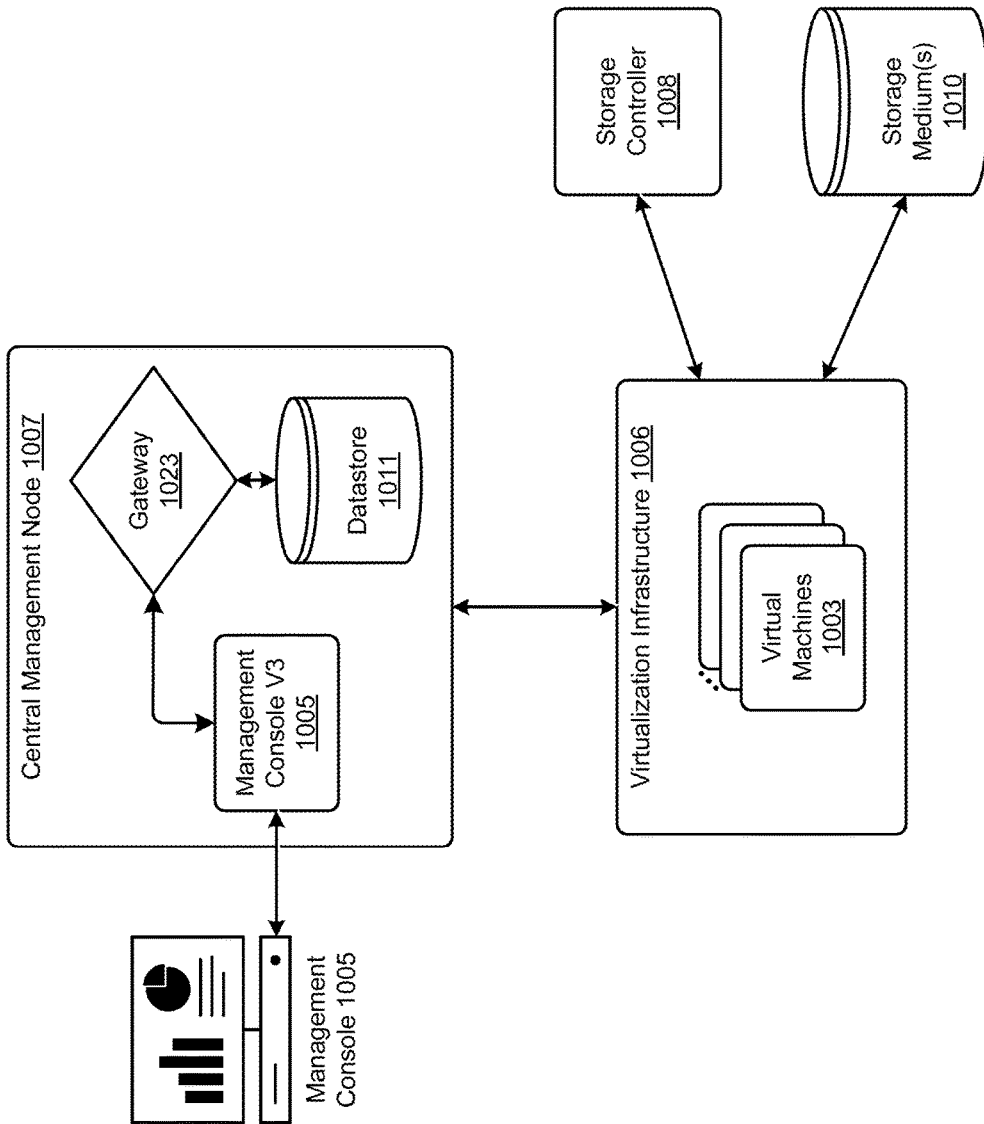 Central Management Node 1007
Gateway
1023
Datastore
1011
Management
Console V3
1005
Management
Console 1005
Virtualization Infrastructure 1006
Virtual
Machines
1003
Storage
Controller
1008
Storage
Medium(s)
1010